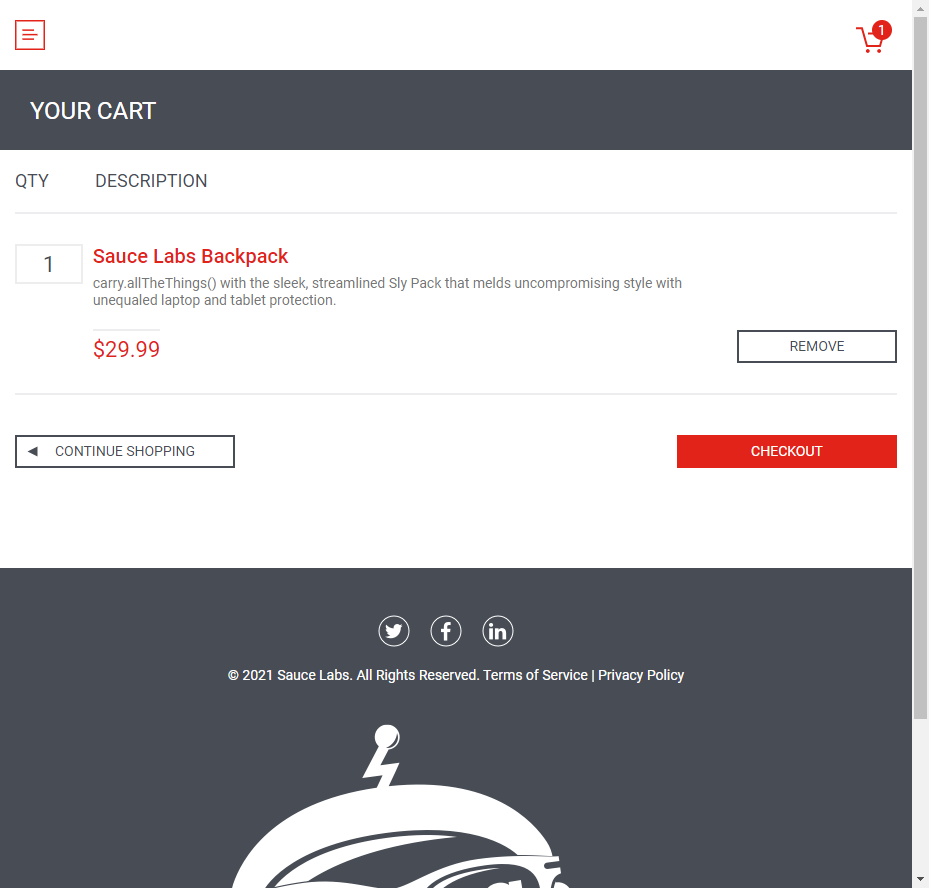 1
YOUR CART
QTY DESCRIPTION
1
Sauce Labs Backpack
carry.allTheThings() with the sleek, streamlined Sly Pack that melds uncompromising style with
unequaled laptop and tablet protection.
$29.99
REMOVE
CONTINUE SHOPPING
CHECKOUT
© 2021 Sauce Labs. All Rights Reserved. Terms of Service | Privacy Policy